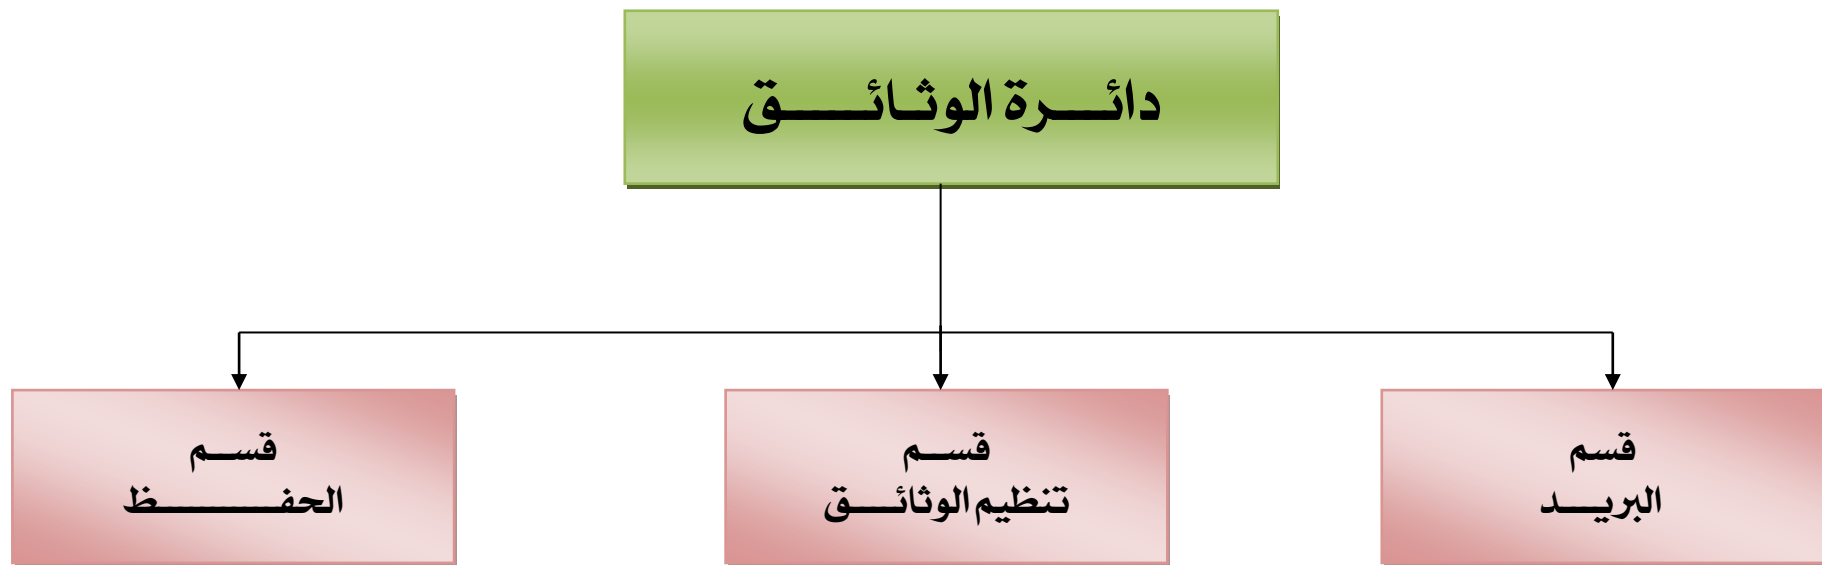 دائرة الوثائق
قسم
البريد
قسم
تنظيم الوثائق
قسم
الحفظ